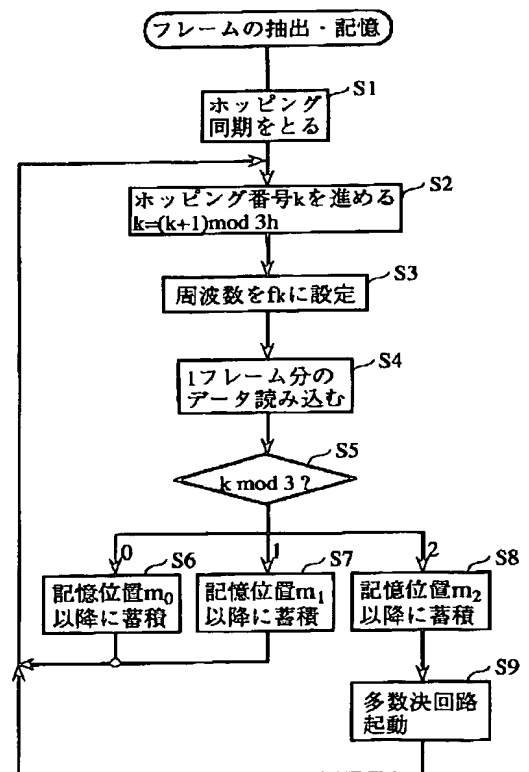 フレームの抽出・記憶
S1
ホッピング
同期をとる
S2
ホッピング番号kを進める
k=(k+1)mod 3h
S3
周波数をfkに設定
S4
1フレーム分の
データ読み込む
S5
k mod 3 ?
0
1
2
S6
記憶位置m0
以降に蓄積
S7
記憶位置m1
以降に蓄積
S8
記憶位置m2
以降に蓄積
S9
多数決回路
起動